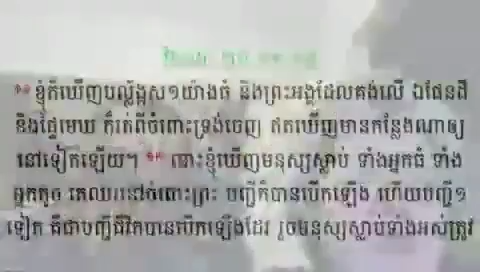 ១១ ខ្ញុំក៏ឃើញបល្ល័ង្កស១យ៉ាងធំ នឹងព្រះអង្គដែលគង់លើ ឯផែនដី
នឹងផ្ទៃមេឃ ក៏រត់ពីចំពោះទ្រង់ចេញ ឥតឃើញមានកន្លែងណាឲ្យ
នៅទៀតឡើយ។ ១២ នោះខ្ញុំឃើញមនុស្សស្លាប់ ទាំងអ្នកធំ ទាំង
អ្នកតូច គេឈរនៅចំពោះព្រះ បញ្ជីក៏បានបើកឡើង ហើយបញ្ជី១
ទៀត គឺជាបញ្ជីជីវិតបានបើកឡើងដែរ រួចមនុស្សស្លាប់ទាំងអស់ត្រូវ